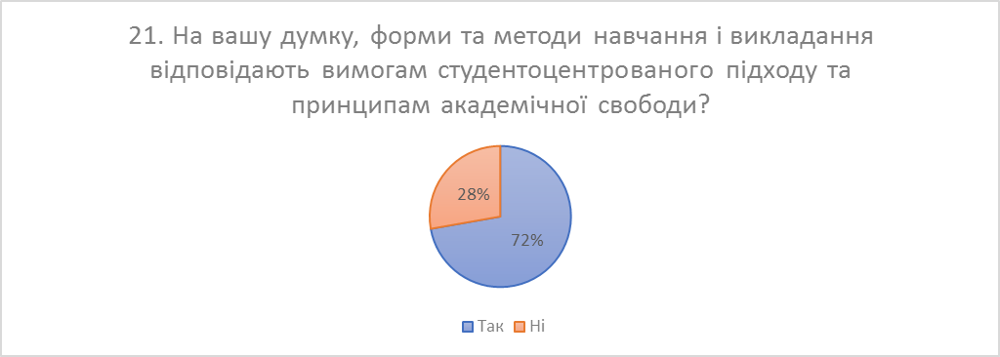 21. На вашу думку, форми та методи навчання і викладання
відповідають вимогам студентоцентрованого підходу та
принципам академічної свободи?
28%
72%
Так Ні